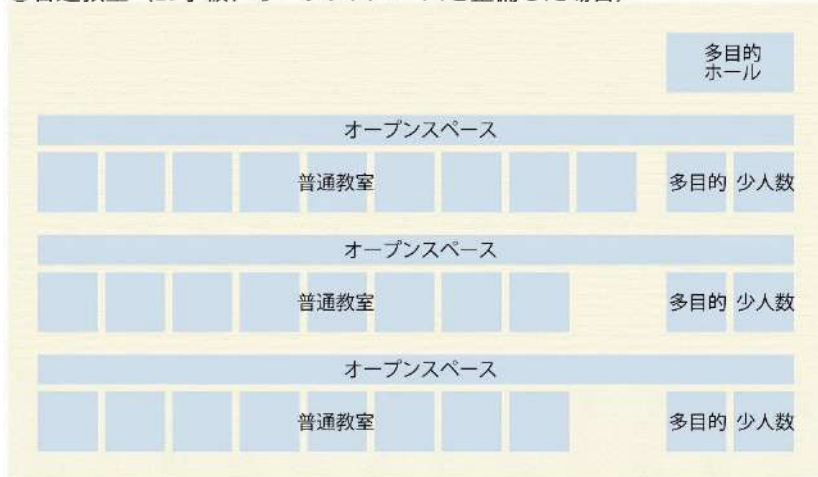 多目的
ホール
オープンスペース
普通教室
多目的 少人数
オープンスペース
普通教室
多目的 少人数
オープンスペース
普通教室
多目的 少人数